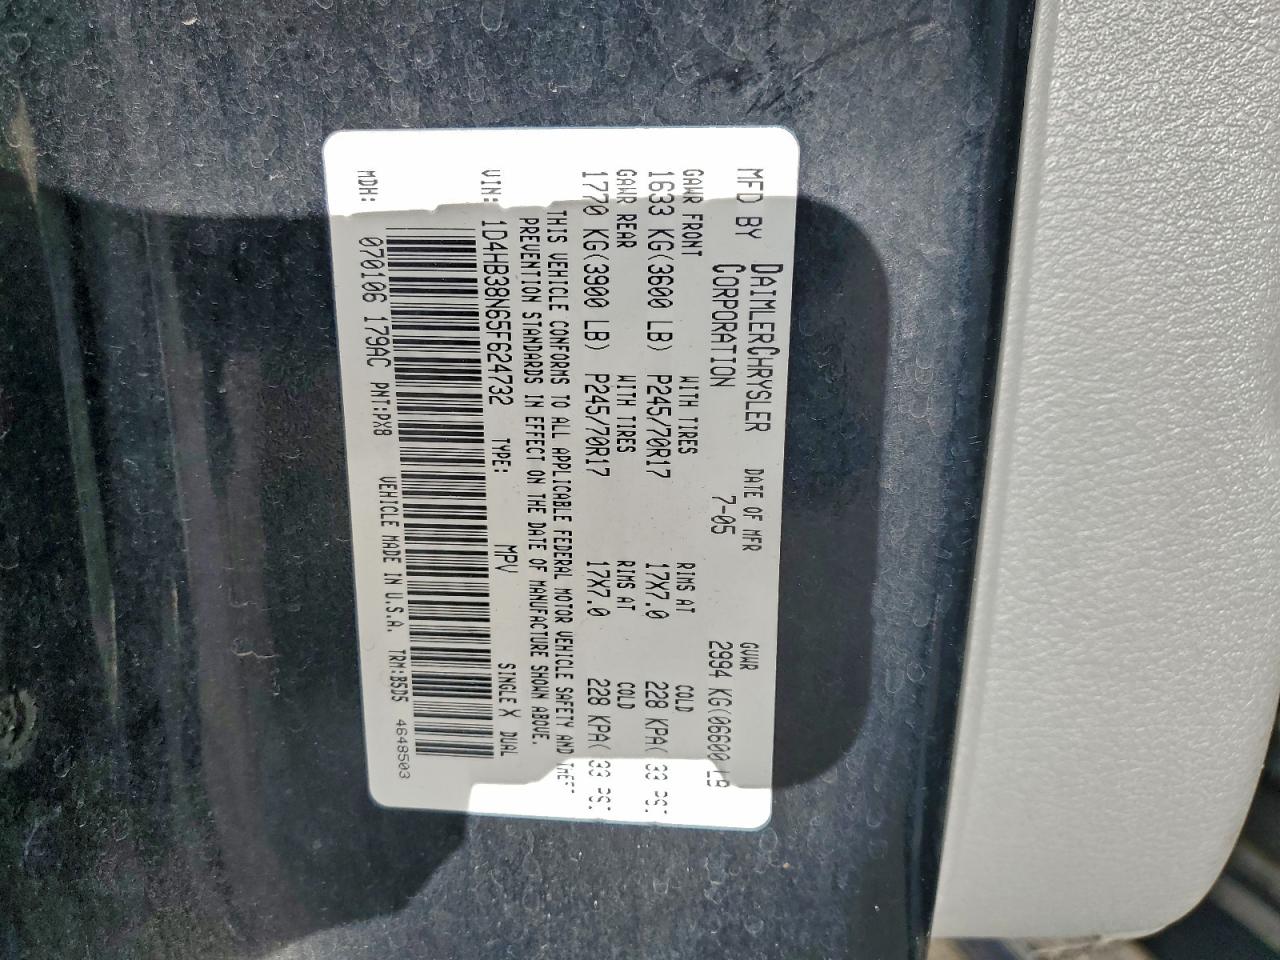 MFD BY DAIMLERCHRYSLER CORPORATION DATE OF MFR 7-05 GVWR 2994 KG(06600 LB
GAWR FRONT WITH TIRES RIMS AT COLD
1633 KG(3600 LB) P245/70R17 17X7.0 228 KPA( 33 PSI
GAWR REAR WITH TIRES RIMS AT COLD
1770 KG(3900 LB) P245/70R17 17X7.0 228 KPA( 33 PSI
THIS VEHICLE CONFORMS TO ALL APPLICABLE FEDERAL MOTOR VEHICLE SAFETY AND THEFT
PREVENTION STANDARDS IN EFFECT ON THE DATE OF MANUFACTURE SHOWN ABOVE.
VIN: 1D4HB38N65F624732 TYPE: MPV SINGLE X DUAL
MDH: 070106 179AC PNT:PX8 VEHICLE MADE IN U.S.A. TRM:B5D5 4648503